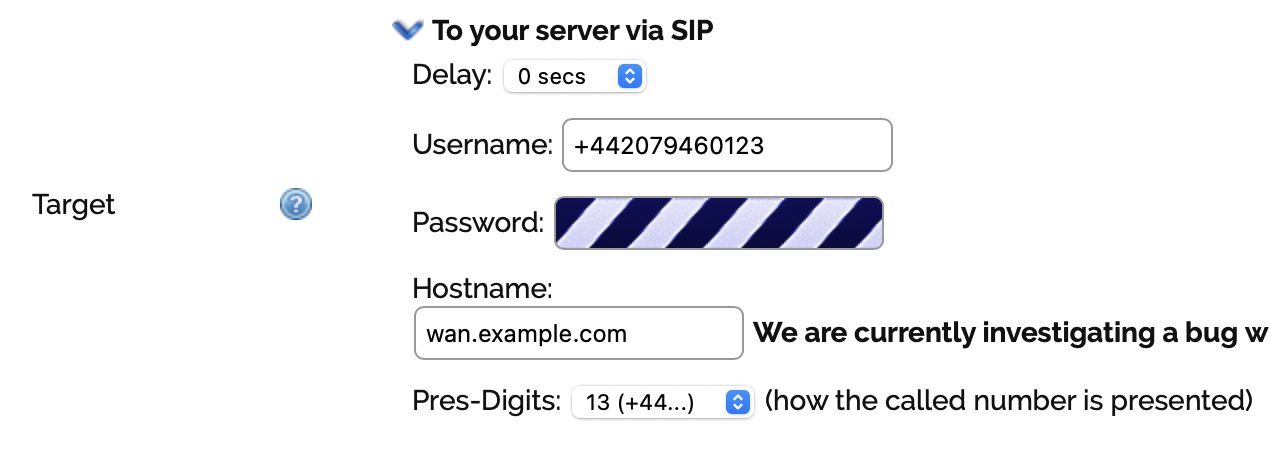 To your server via SIP
Delay: 0 secs
Username: +442079460123
Target
Password:
Hostname:
wan.example.com We are currently investigating a bug w
Pres-Digits: 13 (+44...) (how the called number is presented)